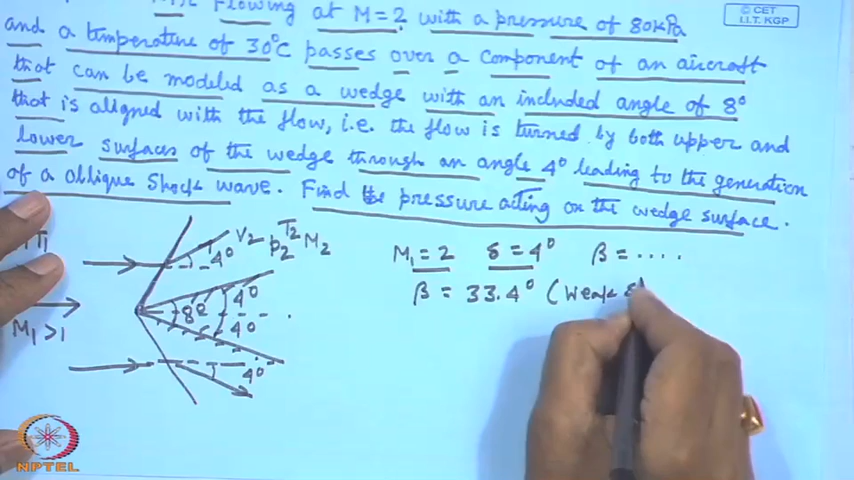 Flowing at M = 2 with a pressure of 80 kPa
and a temperature of 30°C passes over a component of an aircraft
that can be modeled as a wedge with an included angle of 8°
that is aligned with the flow, i.e. the flow is turned by both upper and
lower surfaces of the wedge through an angle 4° leading to the generation
of a oblique Shock wave. Find the pressure acting on the wedge surface.
© CET
I.I.T. KGP
V2 p2 T2 M2
4°
M1 = 2 δ = 4° β = ....
β = 33.4° (Weak
4°
8°
4°
M1 > 1
4°
NPTEL